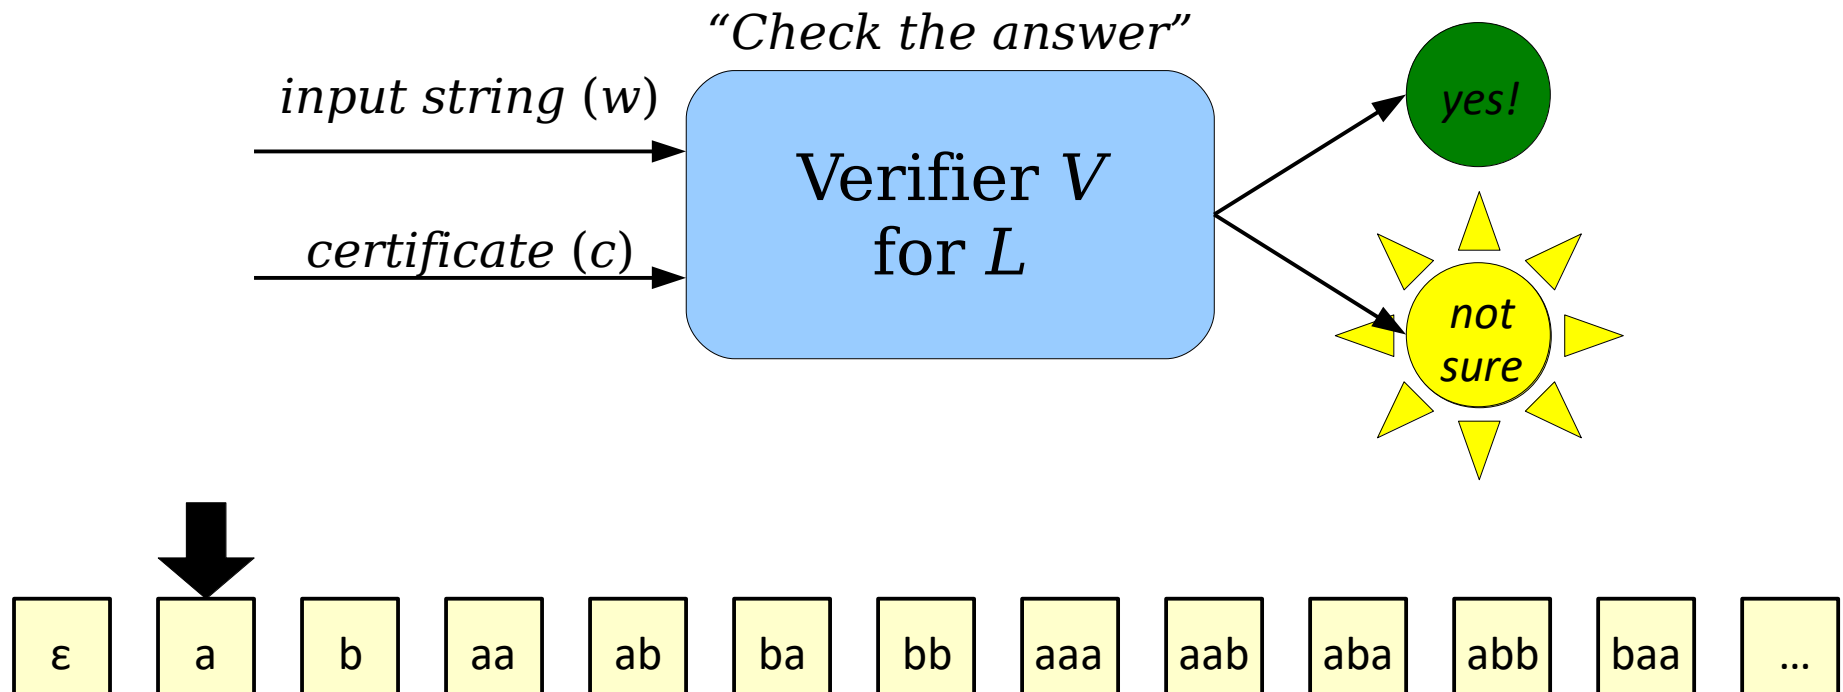 “Check the answer”
input string (w)
certificate (c)
Verifier V
for L
yes!
not
sure
ε a b aa ab ba bb aaa aab aba abb baa ...